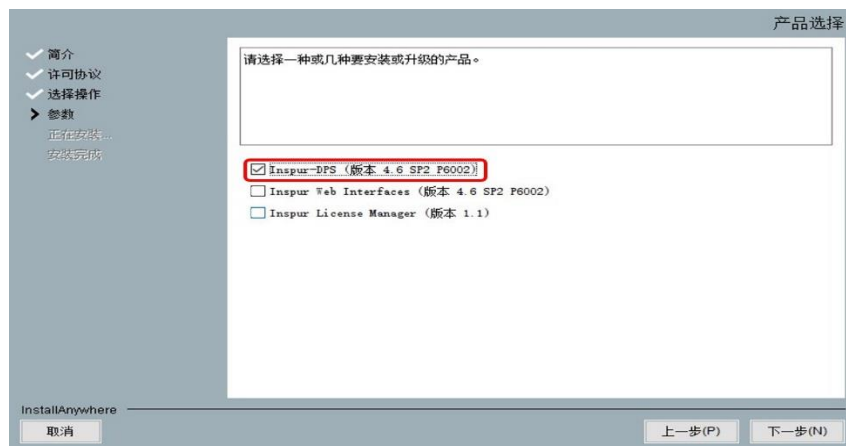 产品选择
简介
许可协议
选择操作
参数
正在安装...
安装完成
请选择一种或几种要安装或升级的产品。
Inspur-DPS (版本 4.6 SP2 P6002)
Inspur Web Interfaces (版本 4.6 SP2 P6002)
Inspur License Manager (版本 1.1)
InstallAnywhere
取消
上一步(P)
下一步(N)